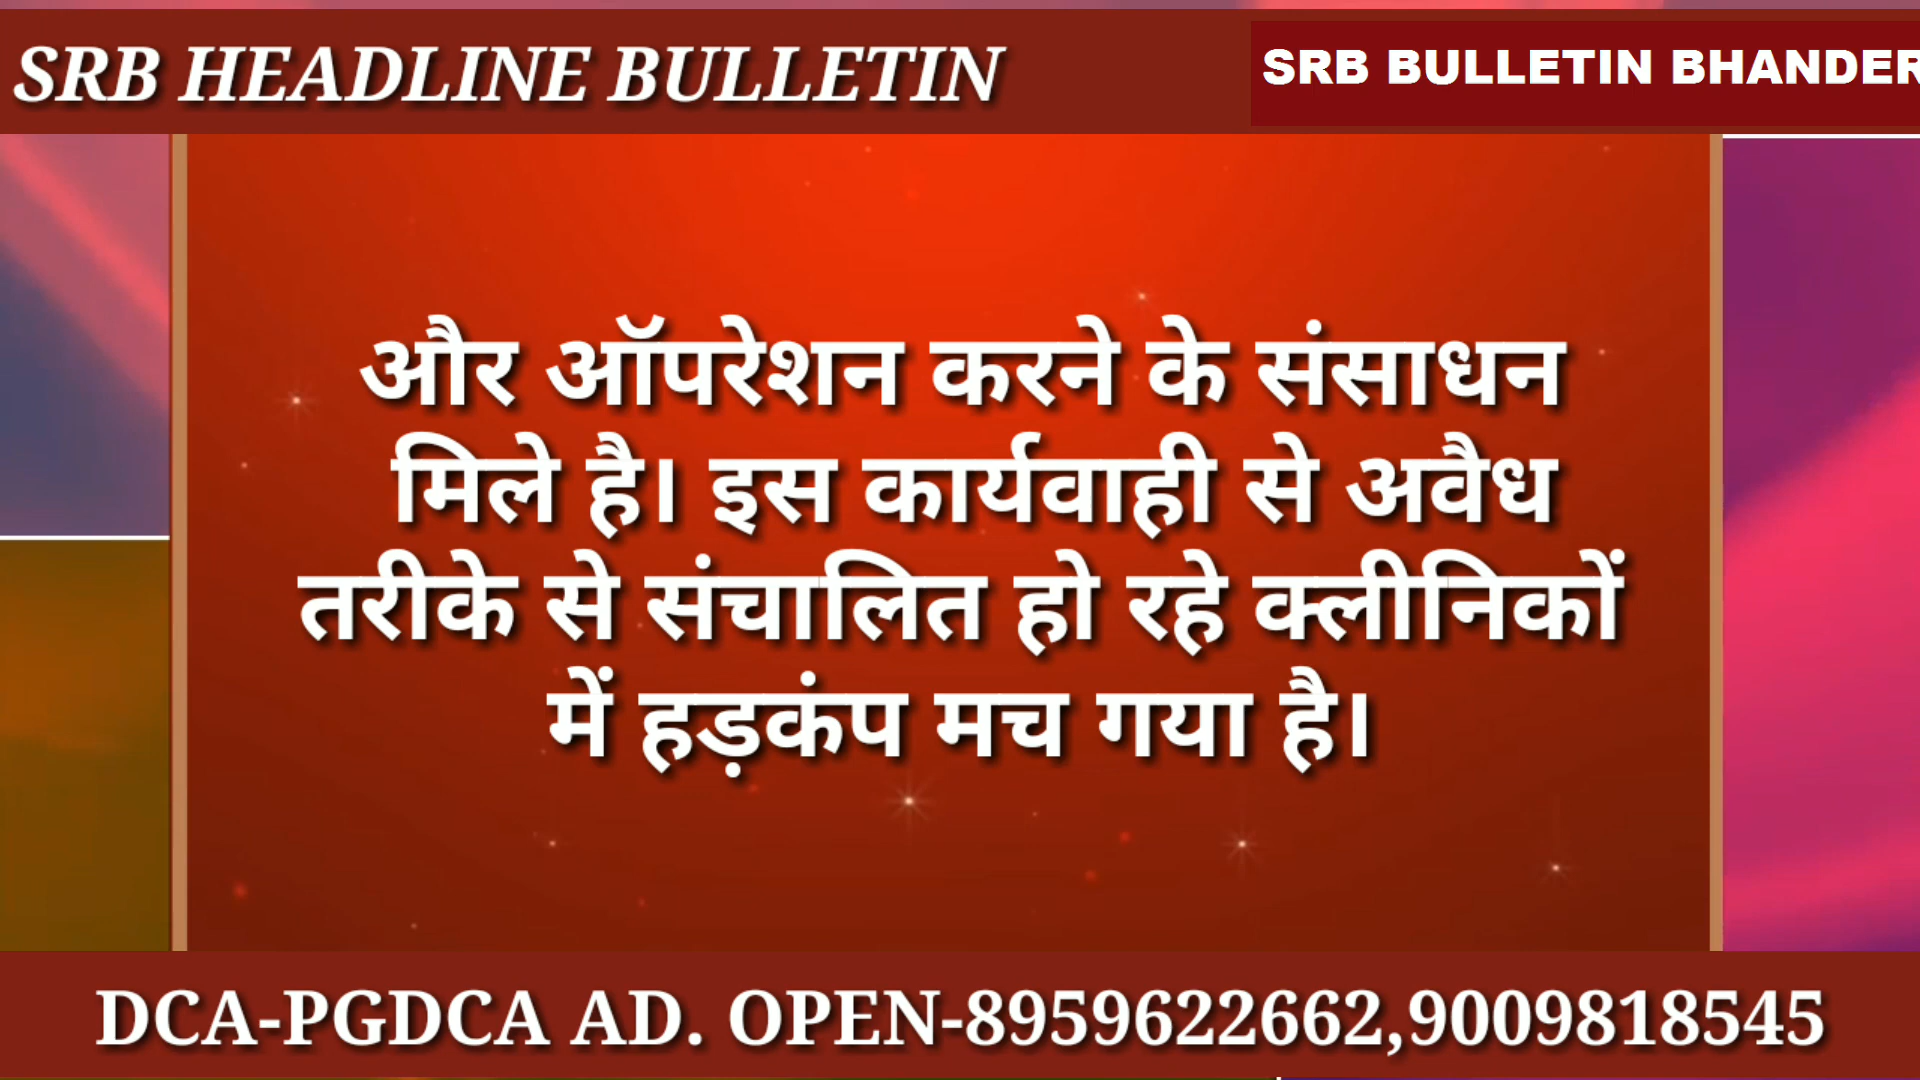 SRB HEADLINE BULLETIN
SRB BULLETIN BHANDER
और ऑपरेशन करने के संसाधन
मिले है। इस कार्यवाही से अवैध
तरीके से संचालित हो रहे क्लीनिकों
में हड़कंप मच गया है।
DCA-PGDCA AD. OPEN-8959622662,9009818545